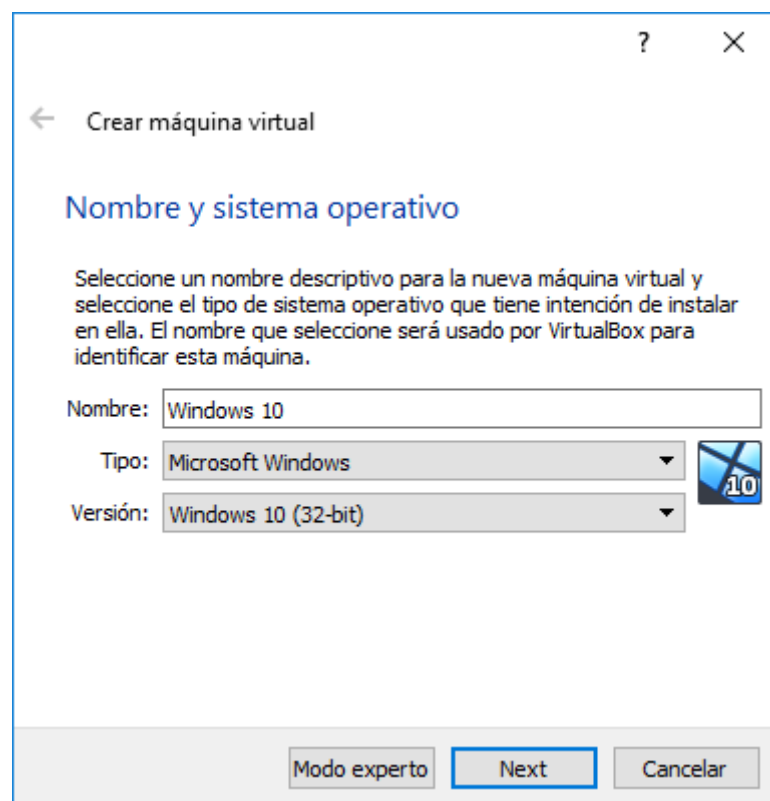 ?
Crear máquina virtual
Nombre y sistema operativo
Seleccione un nombre descriptivo para la nueva máquina virtual y
seleccione el tipo de sistema operativo que tiene intención de instalar
en ella. El nombre que seleccione será usado por VirtualBox para
identificar esta máquina.
Nombre: Windows 10
Tipo: Microsoft Windows
10
Versión: Windows 10 (32-bit)
Modo experto Next Cancelar